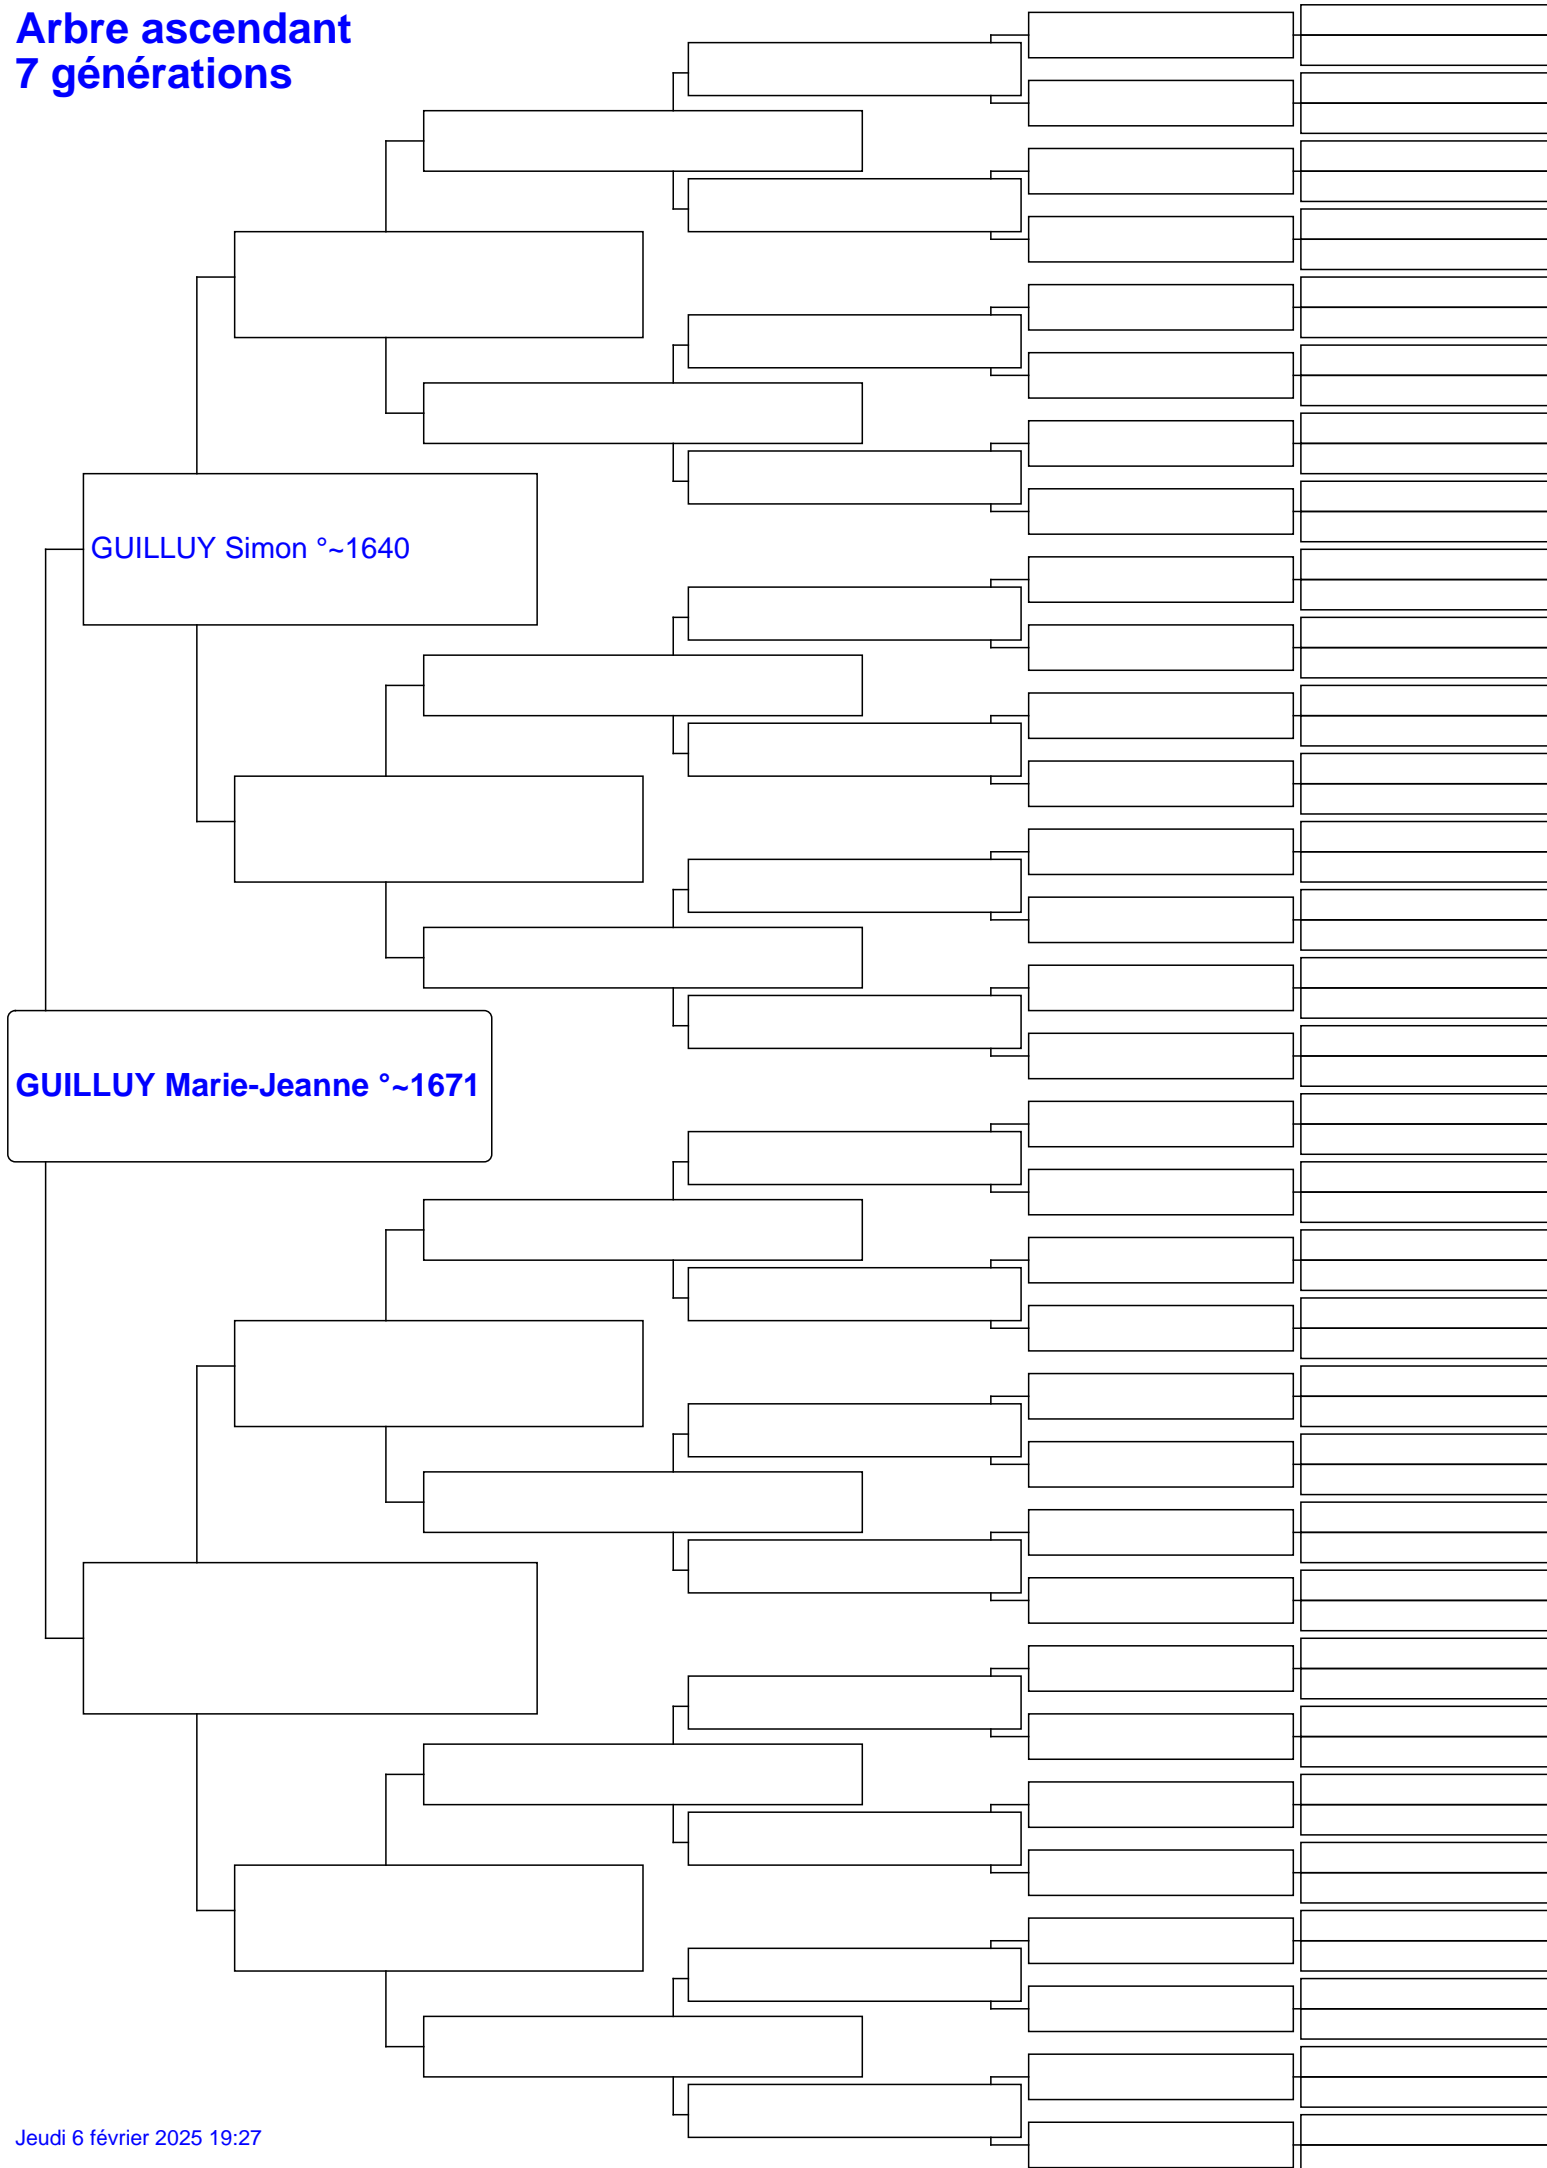 Arbre ascendant
7 générations
GUILLUY Simon °~1640
GUILLUY Marie-Jeanne °~1671
Jeudi 6 février 2025 19:27